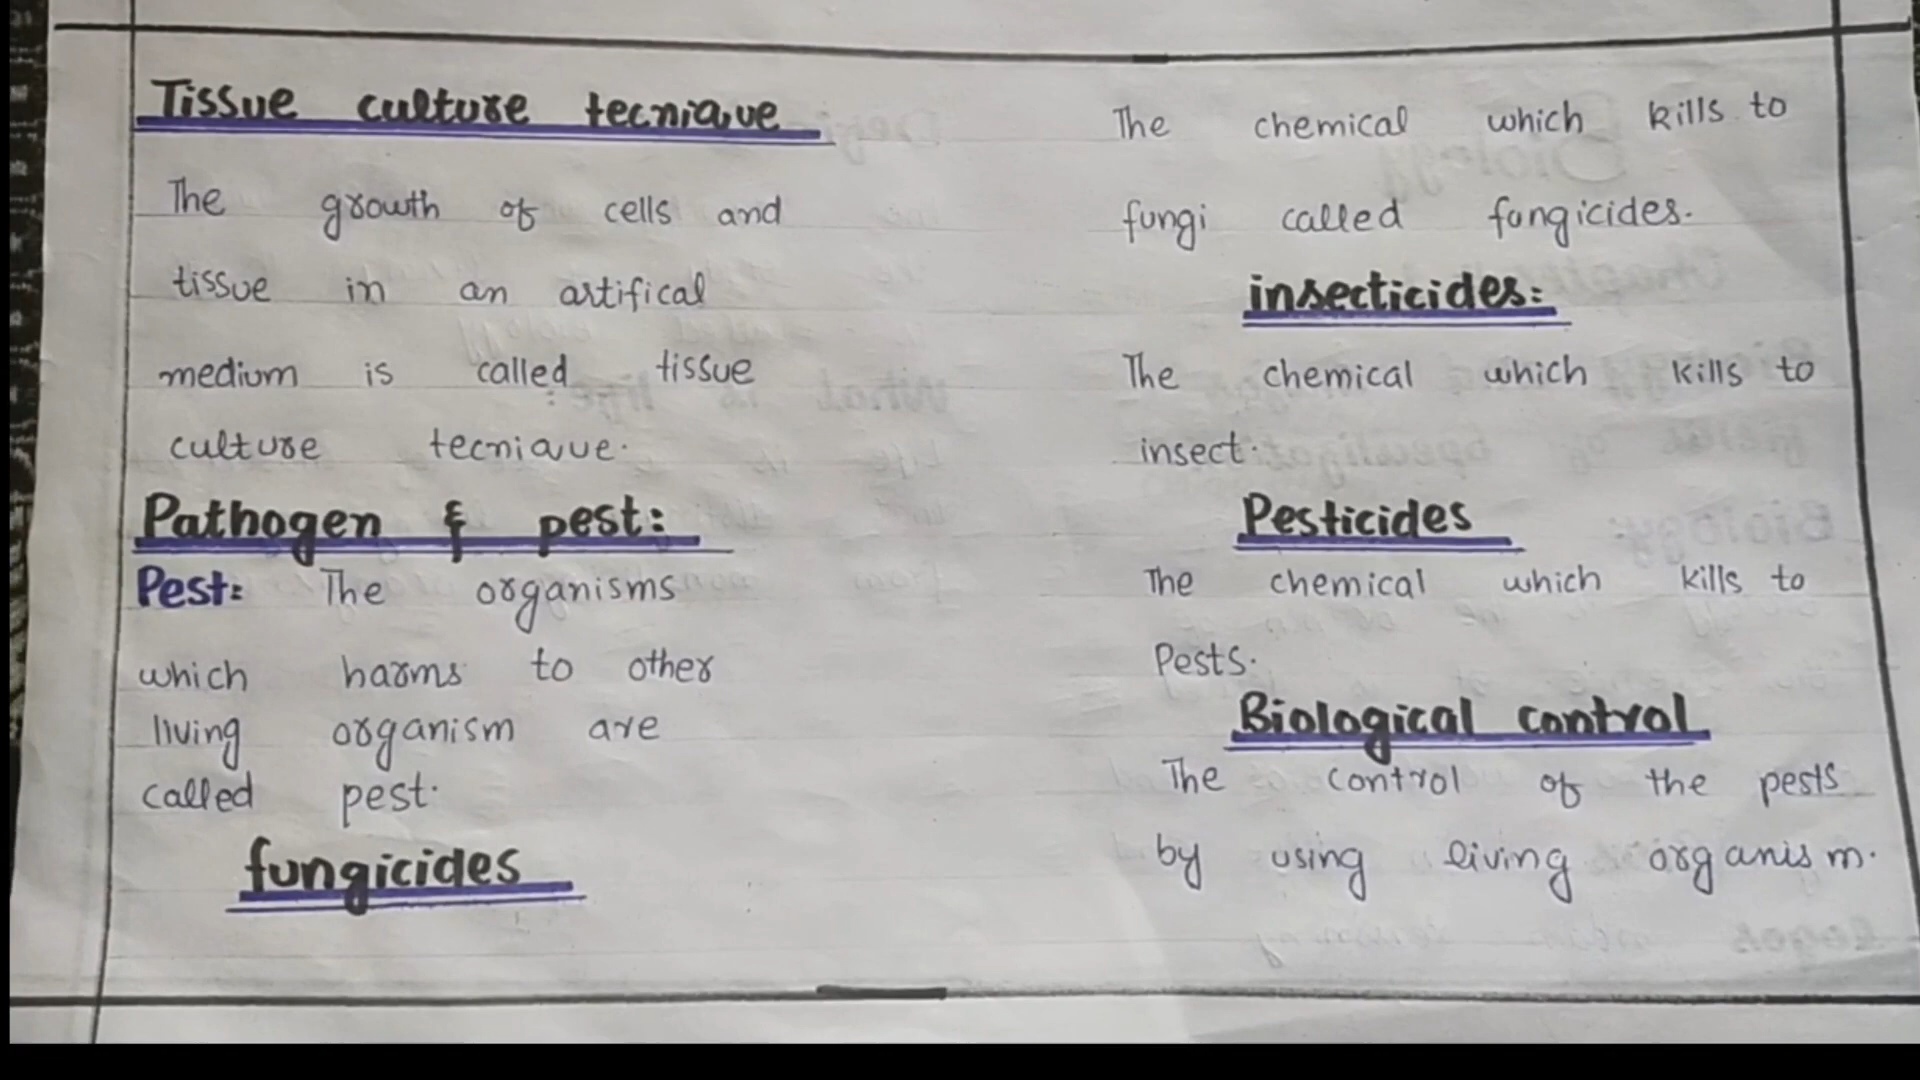 Tissue culture tecniave
The growth of cells and
tissue in an artifical
medium is called tissue
culture tecniave.
Pathogen & pest:
Pest: The organisms
which harms to other
living organism are
called pest.
fungicides
The chemical which kills to
fungi called fungicides.
insecticides:
The chemical which kills to
insect.
Pesticides
The chemical which kills to
Pests.
Biological control
The control of the pests
by using living organism.